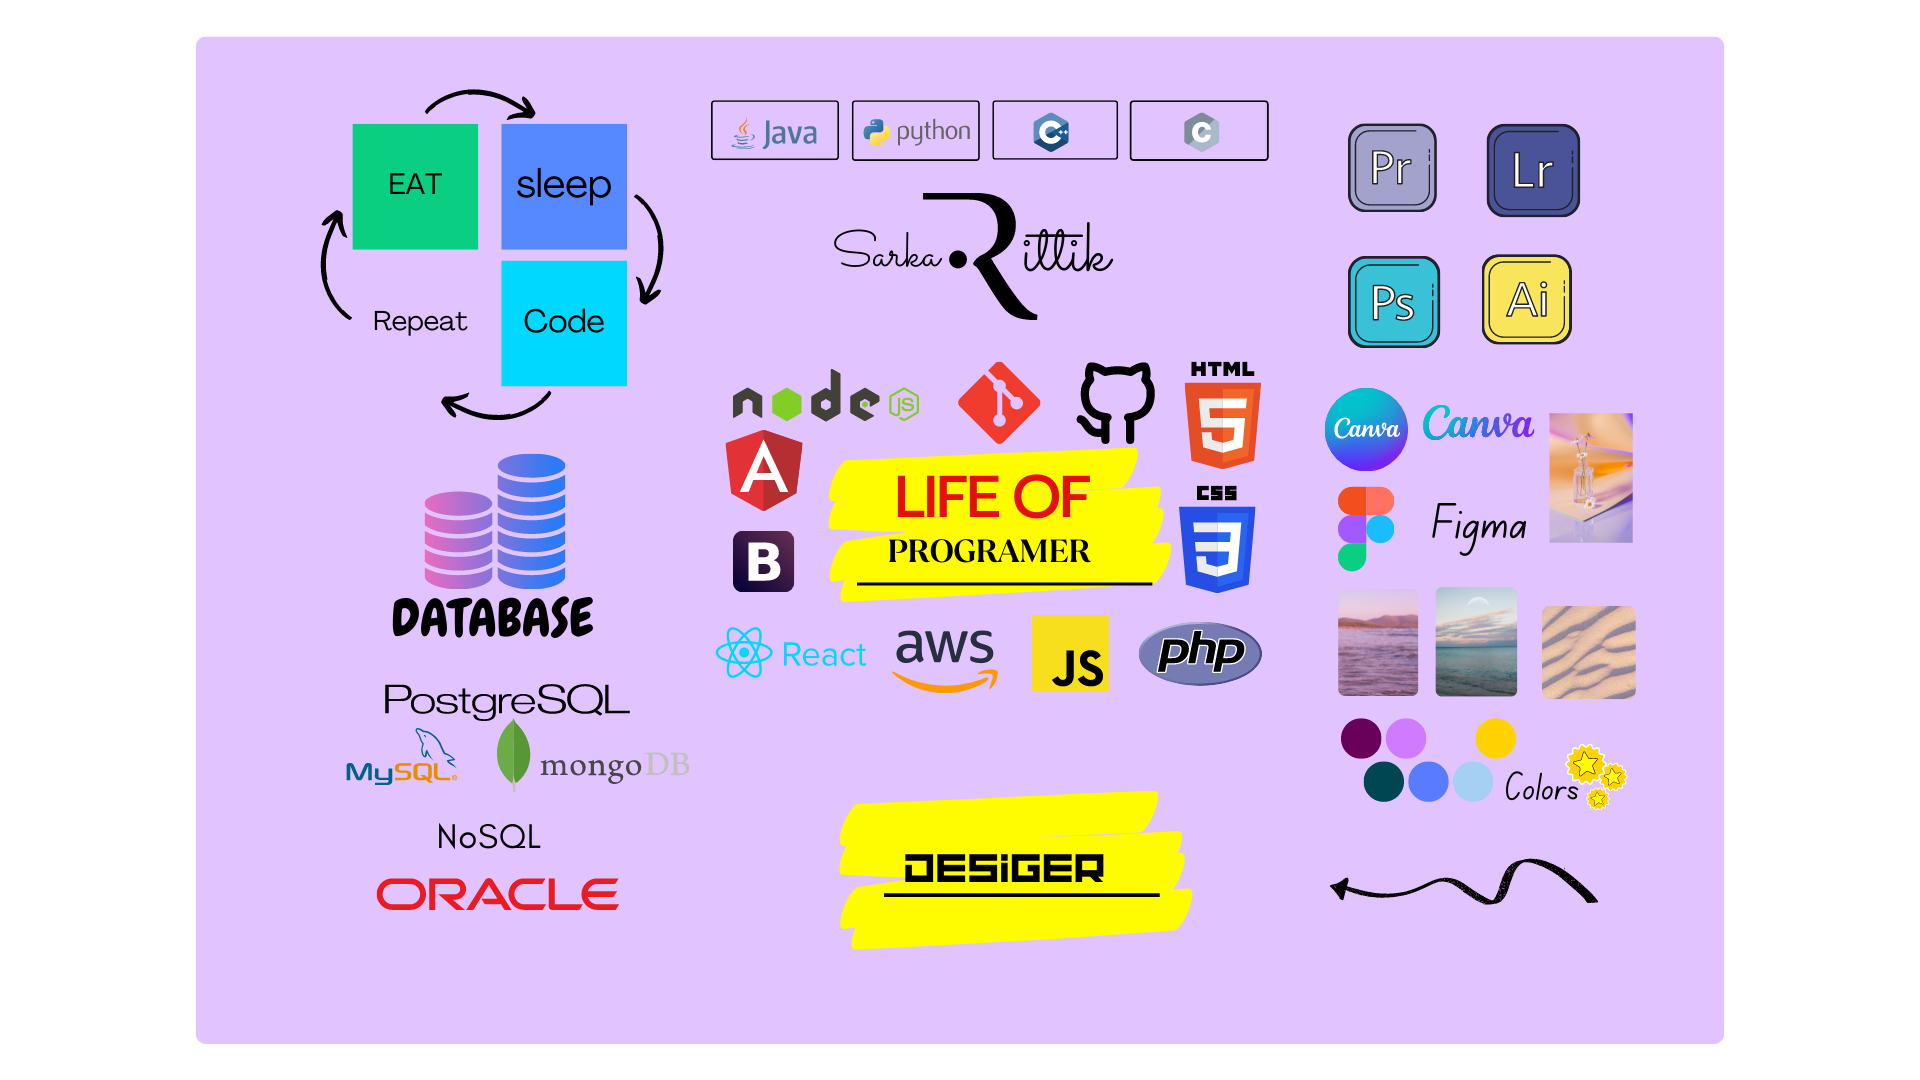 EAT
sleep
Repeat
Code
DATABASE
PostgreSQL
MySQL
mongoDB
NoSQL
ORACLE
Java
python
C++
C
Sarka Rittik
node
JS
HTML
5
A
LIFE OF
PROGRAMER
CSS
3
B
React
aws
JS
php
DESIGER
Pr
Lr
Ps
Ai
Canva
Canva
Figma
Colors